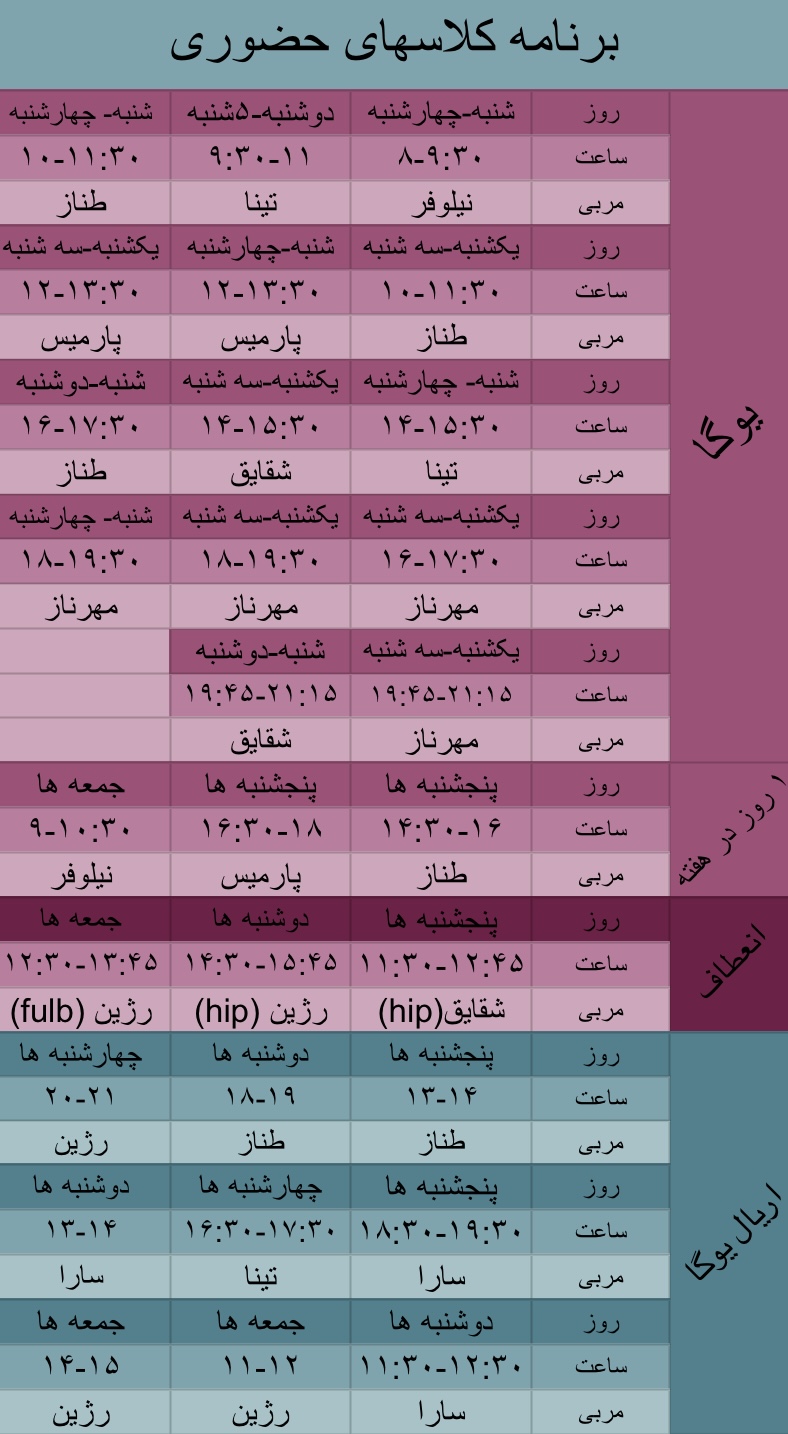 برنامه کلاسهای حضوری
یوگا
روز شنبه-چهارشنبه دوشنبه-۵شنبه شنبه- چهارشنبه
ساعت ۸-۹:۳۰ ۹:۳۰-۱۱ ۱۰-۱۱:۳۰
مربی نیلوفر تینا طناز
روز یکشنبه-سه شنبه شنبه-چهارشنبه یکشنبه-سه شنبه
ساعت ۱۰-۱۱:۳۰ ۱۲-۱۳:۳۰ ۱۲-۱۳:۳۰
مربی طناز پارمیس پارمیس
روز شنبه- چهارشنبه یکشنبه-سه شنبه شنبه-دوشنبه
ساعت ۱۴-۱۵:۳۰ ۱۴-۱۵:۳۰ ۱۶-۱۷:۳۰
مربی تینا شقایق طناز
روز یکشنبه-سه شنبه یکشنبه-سه شنبه شنبه- چهارشنبه
ساعت ۱۶-۱۷:۳۰ ۱۸-۱۹:۳۰ ۱۸-۱۹:۳۰
مربی مهرناز مهرناز مهرناز
روز یکشنبه-سه شنبه شنبه-دوشنبه
ساعت ۱۹:۴۵-۲۱:۱۵ ۱۹:۴۵-۲۱:۱۵
مربی مهرناز شقایق
۱ روز در هفته
روز پنجشنبه ها پنجشنبه ها جمعه ها
ساعت ۱۴:۳۰-۱۶ ۱۶:۳۰-۱۸ ۹-۱۰:۳۰
مربی طناز پارمیس نیلوفر
انعطاف
روز پنجشنبه ها دوشنبه ها جمعه ها
ساعت ۱۱:۳۰-۱۲:۴۵ ۱۴:۳۰-۱۵:۴۵ ۱۲:۳۰-۱۳:۴۵
مربی شقایق(hip) رژین (hip) رژین (fulb)
اریال یوگا
روز پنجشنبه ها دوشنبه ها چهارشنبه ها
ساعت ۱۳-۱۴ ۱۸-۱۹ ۲۰-۲۱
مربی طناز طناز رژین
روز پنجشنبه ها چهارشنبه ها دوشنبه ها
ساعت ۱۸:۳۰-۱۹:۳۰ ۱۶:۳۰-۱۷:۳۰ ۱۳-۱۴
مربی سارا تینا سارا
روز دوشنبه ها جمعه ها جمعه ها
ساعت ۱۱:۳۰-۱۲:۳۰ ۱۱-۱۲ ۱۴-۱۵
مربی سارا رژین رژین